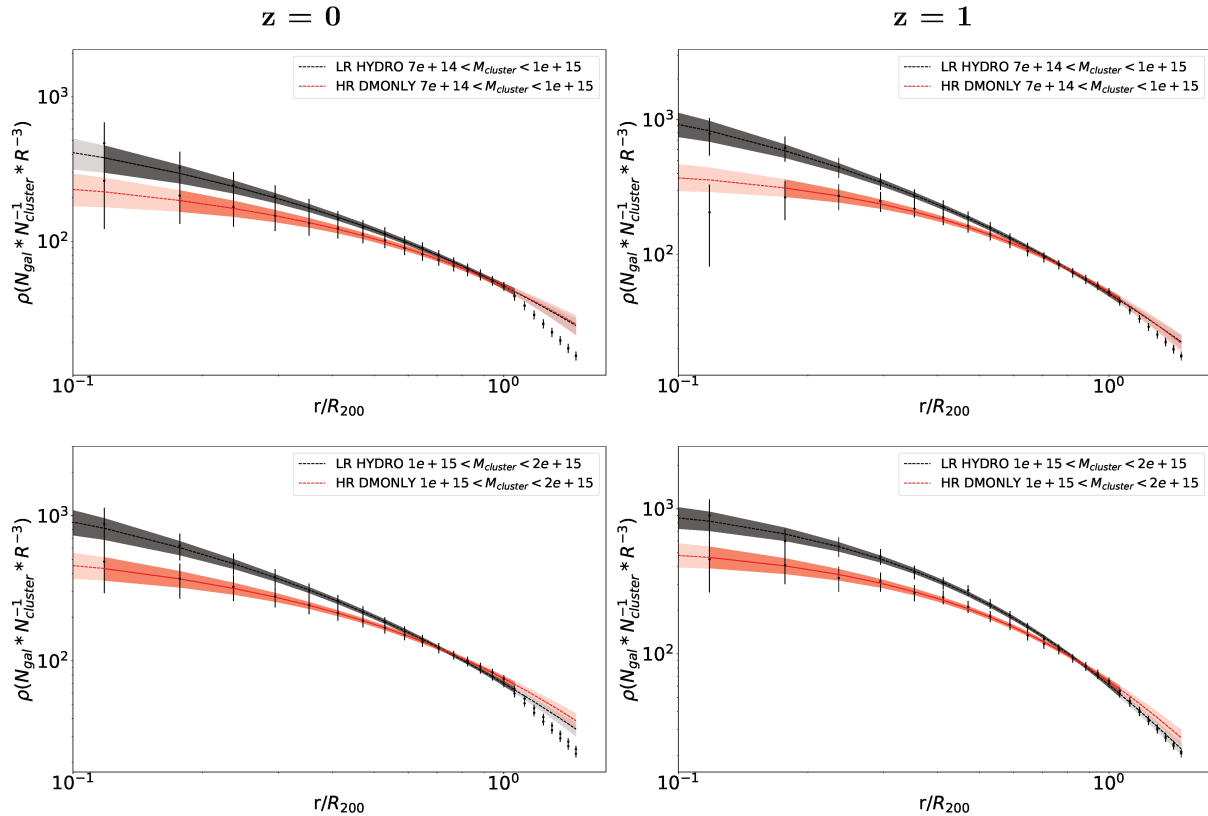 z = 0
z = 1
LR HYDRO 7e + 14 < M_cluster < 1e + 15
HR DMONLY 7e + 14 < M_cluster < 1e + 15
10^3
10^2
ρ(N_gal * N_cluster^-1 * R^-3)
10^-1
10^0
r/R_200
LR HYDRO 7e + 14 < M_cluster < 1e + 15
HR DMONLY 7e + 14 < M_cluster < 1e + 15
10^3
10^2
ρ(N_gal * N_cluster^-1 * R^-3)
10^-1
10^0
r/R_200
LR HYDRO 1e + 15 < M_cluster < 2e + 15
HR DMONLY 1e + 15 < M_cluster < 2e + 15
10^3
10^2
ρ(N_gal * N_cluster^-1 * R^-3)
10^-1
10^0
r/R_200
LR HYDRO 1e + 15 < M_cluster < 2e + 15
HR DMONLY 1e + 15 < M_cluster < 2e + 15
10^3
10^2
ρ(N_gal * N_cluster^-1 * R^-3)
10^-1
10^0
r/R_200